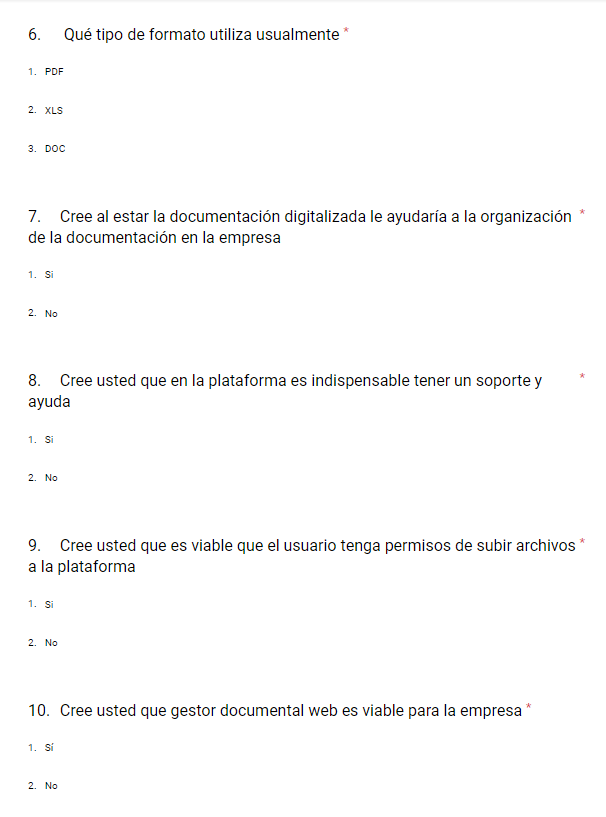 6. Qué tipo de formato utiliza usualmente *
1. PDF
2. XLS
3. DOC
7. Cree al estar la documentación digitalizada le ayudaría a la organización *
de la documentación en la empresa
1. Si
2. No
8. Cree usted que en la plataforma es indispensable tener un soporte y *
ayuda
1. Si
2. No
9. Cree usted que es viable que el usuario tenga permisos de subir archivos *
a la plataforma
1. Si
2. No
10. Cree usted que gestor documental web es viable para la empresa *
1. Sí
2. No